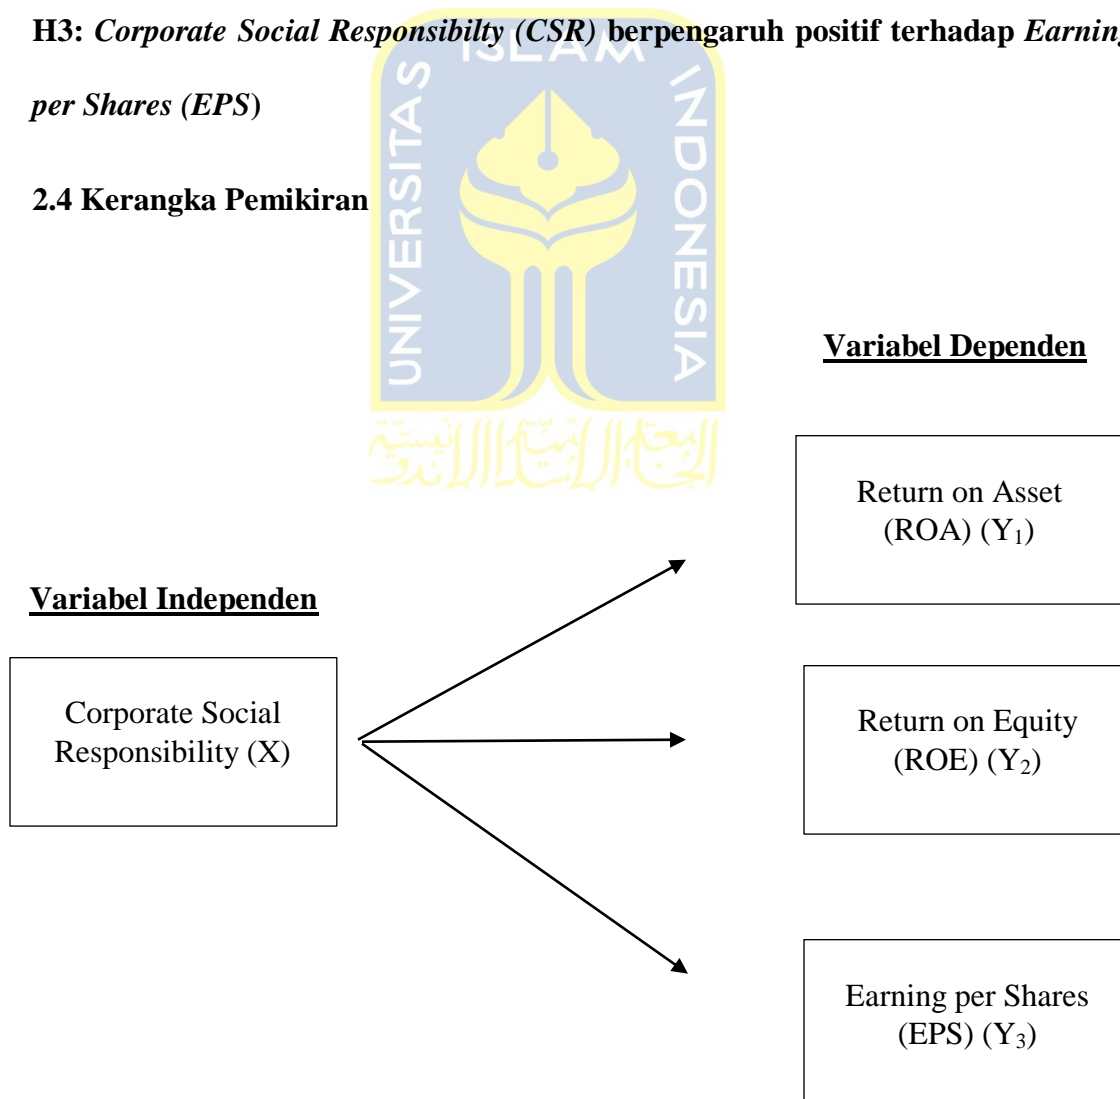 H3: Corporate Social Responsibilty (CSR) berpengaruh positif terhadap Earning
per Shares (EPS)
2.4 Kerangka Pemikiran
UNIVERSITAS
ISLAM
INDONESIA
Variabel Dependen
Return on Asset
(ROA) (Y₁)
Variabel Independen
Corporate Social
Responsibility (X)
Return on Equity
(ROE) (Y₂)
Earning per Shares
(EPS) (Y₃)